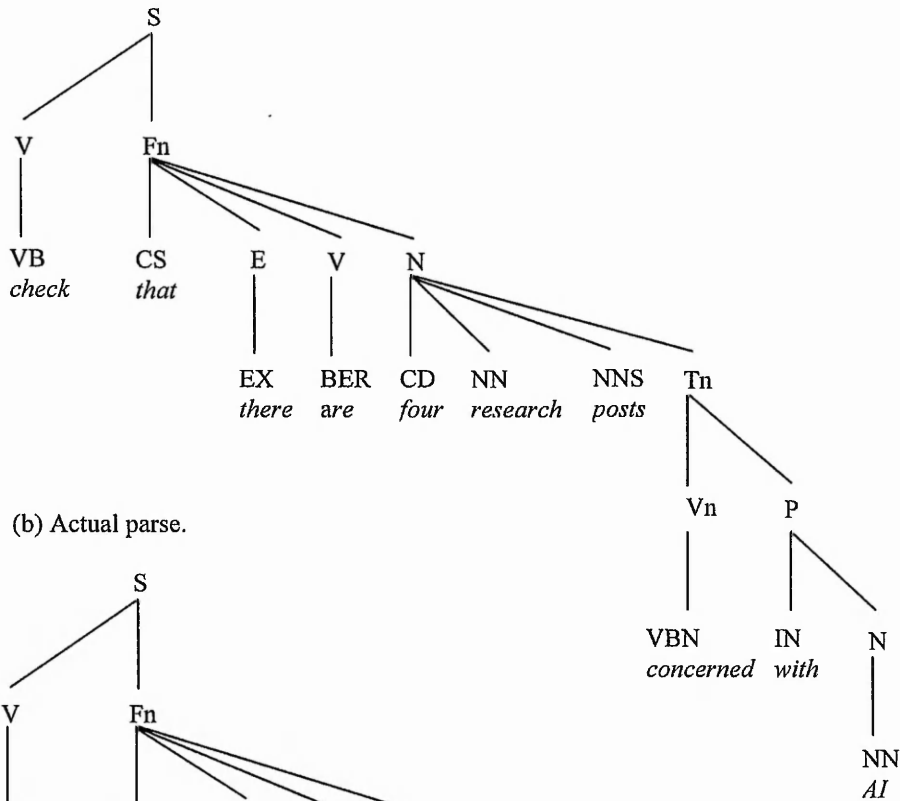 S
V Fn
VB CS E V N
check that
EX BER CD NN NNS Tn
there are four research posts
Vn P
(b) Actual parse.
S
VBN IN N
concerned with
V Fn
NN
AI